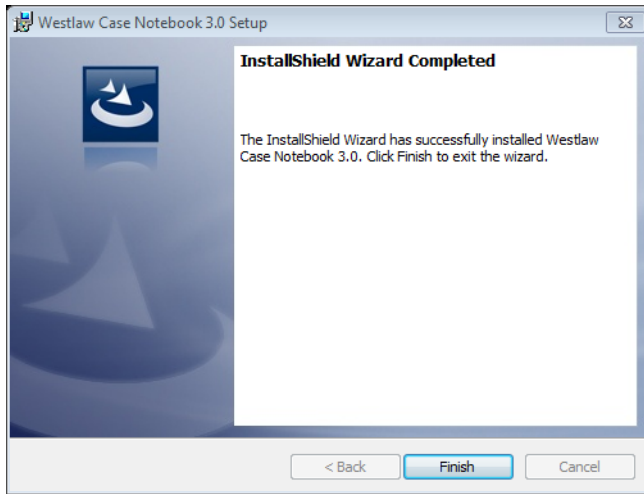 Westlaw Case Notebook 3.0 Setup
InstallShield Wizard Completed
The InstallShield Wizard has successfully installed Westlaw
Case Notebook 3.0. Click Finish to exit the wizard.
< Back
Finish
Cancel